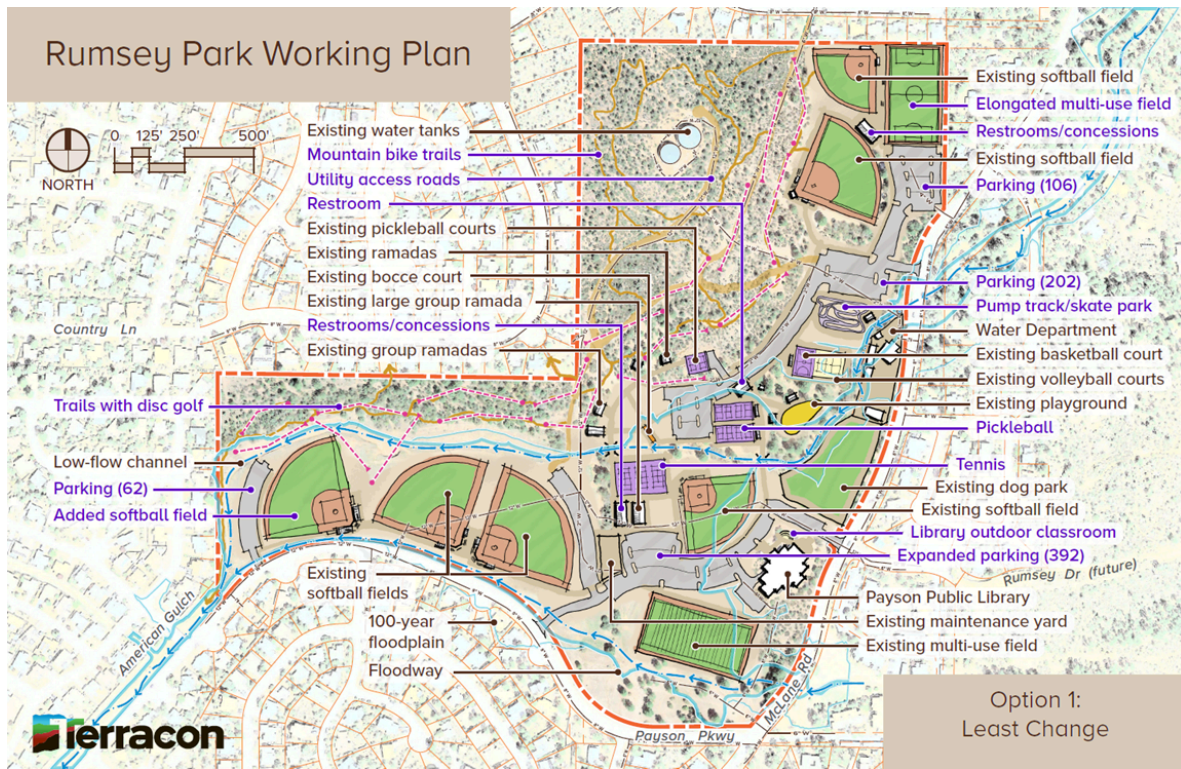 Rumsey Park Working Plan
0 125' 250' 500'
NORTH
Existing water tanks
Mountain bike trails
Utility access roads
Restroom
Existing pickleball courts
Existing ramadas
Existing bocce court
Existing large group ramada
Restrooms/concessions
Existing group ramadas
Country Ln
Trails with disc golf
Low-flow channel
Parking (62)
Added softball field
American Gulch
Existing
softball fields
100-year
floodplain
Floodway
Existing softball field
Elongated multi-use field
Restrooms/concessions
Existing softball field
Parking (106)
Parking (202)
Pump track/skate park
Water Department
Existing basketball court
Existing volleyball courts
Existing playground
Pickleball
Tennis
Existing dog park
Existing softball field
Library outdoor classroom
Expanded parking (392)
Rumsey Dr (future)
Payson Public Library
Existing maintenance yard
Existing multi-use field
McLane Rd
Payson Pkwy
Terracon
Option 1:
Least Change